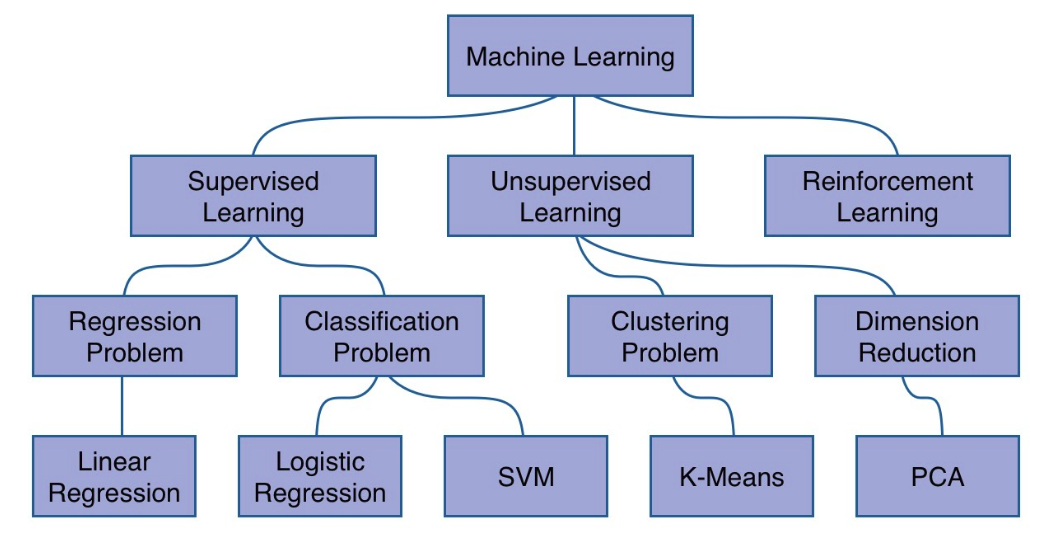 Machine Learning
Supervised
Learning
Unsupervised
Learning
Reinforcement
Learning
Regression
Problem
Classification
Problem
Clustering
Problem
Dimension
Reduction
Linear
Regression
Logistic
Regression
SVM
K-Means
PCA